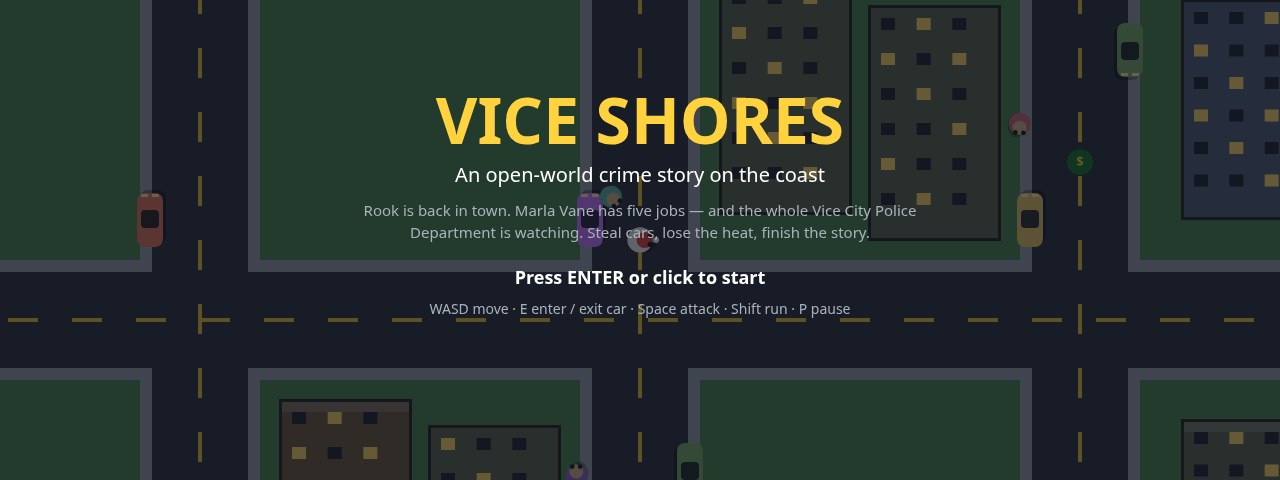 VICE SHORES
An open-world crime story on the coast
Rook is back in town. Marla Vane has five jobs — and the whole Vice City Police
Department is watching. Steal cars, lose the heat, finish the story.
$
Press ENTER or click to start
WASD move · E enter / exit car · Space attack · Shift run · P pause